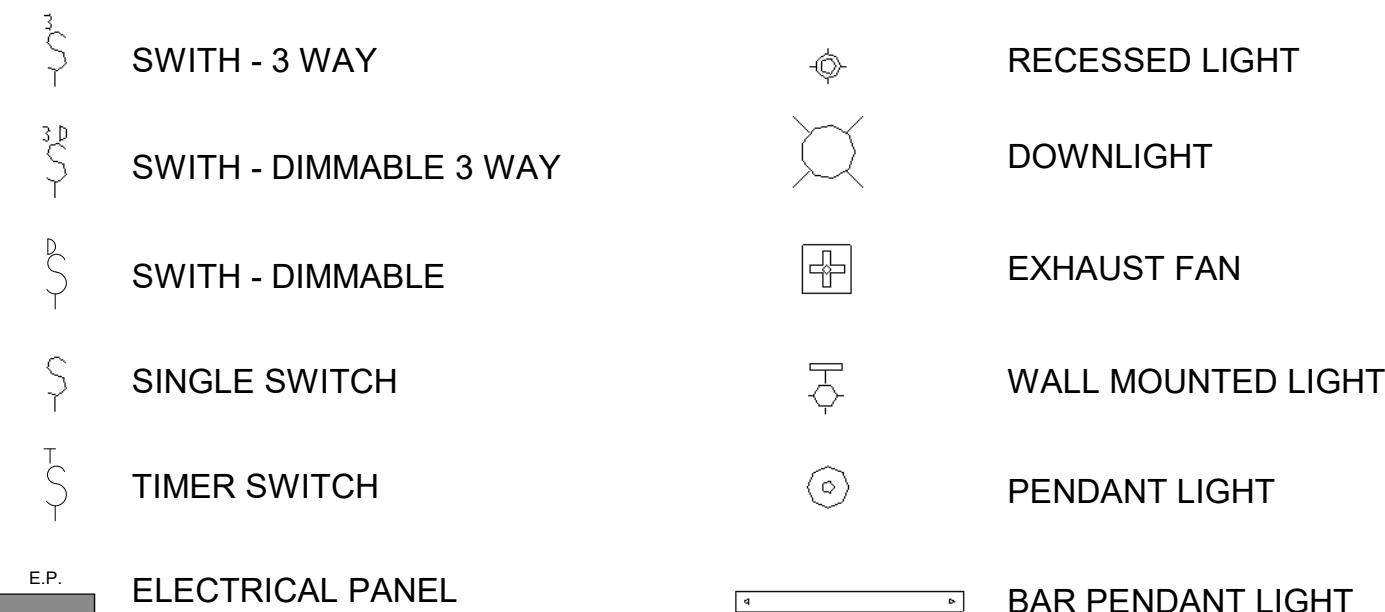 3
SWITH - 3 WAY
3 D
SWITH - DIMMABLE 3 WAY
D
SWITH - DIMMABLE
SINGLE SWITCH
T
TIMER SWITCH
E.P.
ELECTRICAL PANEL
RECESSED LIGHT
DOWNLIGHT
EXHAUST FAN
WALL MOUNTED LIGHT
PENDANT LIGHT
BAR PENDANT LIGHT